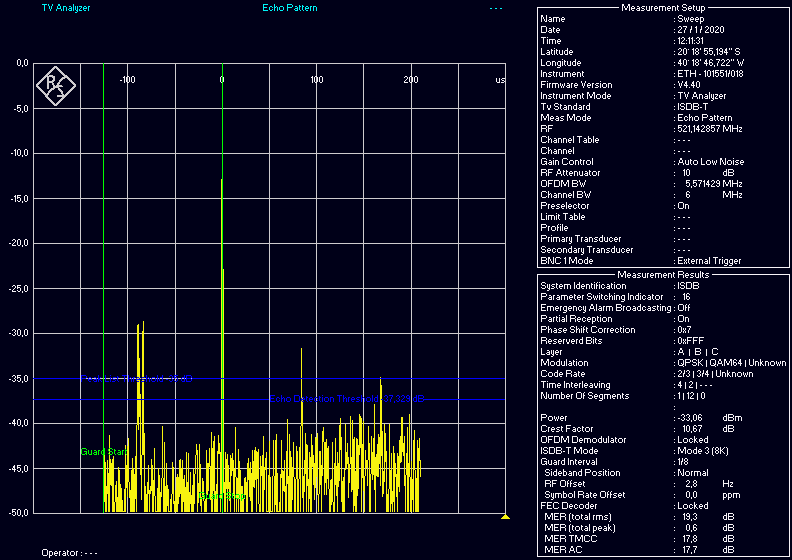 TV Analyzer Echo Pattern ---
0,0 -100 0 100 200 us
-5,0
-10,0
-15,0
-20,0
-25,0
-30,0
-35,0
-40,0
-45,0
-50,0
Echo Detection Threshold
Guard Start
Operator : ---
Measurement Setup
Name : Sweep
Date : 27/1/2020
Time : 12:11:31
Latitude : 20° 18' 55,194'' S
Longitude : 40° 18' 46,722'' W
Instrument : ETH - 101551/018
Firmware Version : V4.40
Instrument Mode : TV Analyzer
Tv Standard : ISDB-T
Meas Mode : Echo Pattern
RF : 521,142857 MHz
Channel Table : ---
Channel : ---
Gain Control : Auto Low Noise
RF Attenuator : 10 dB
OFDM BW : 5,571429 MHz
Channel BW : 6 MHz
Preselector : On
Limit Table : ---
Profile : ---
Primary Transducer : ---
Secondary Transducer : ---
BNC 1 Mode : External Trigger
Measurement Results
System Identification : ISDB
Parameter Switching Indicator : 16
Emergency Alarm Broadcasting : Off
Partial Reception : On
Phase Shift Correction : 0x7
Reserverd Bits : 0xFFF
Layer : A | B | C
Modulation : QPSK | QAM64 | Unknown
Code Rate : 2/3 | 3/4 | Unknown
Time Interleaving : 4 | 2 | ---
Number Of Segments : 1 | 12 | 0
:
Power : -33,06 dBm
Crest Factor : 10,67 dB
OFDM Demodulator : Locked
ISDB-T Mode : Mode 3 (8K)
Guard Interval : 1/8
Sideband Position : Normal
RF Offset : 2,8 Hz
Symbol Rate Offset : 0,0 ppm
FEC Decoder : Locked
MER (total rms) : 19,3 dB
MER (total peak) : 0,6 dB
MER TMCC : 17,8 dB
MER AC : 17,7 dB